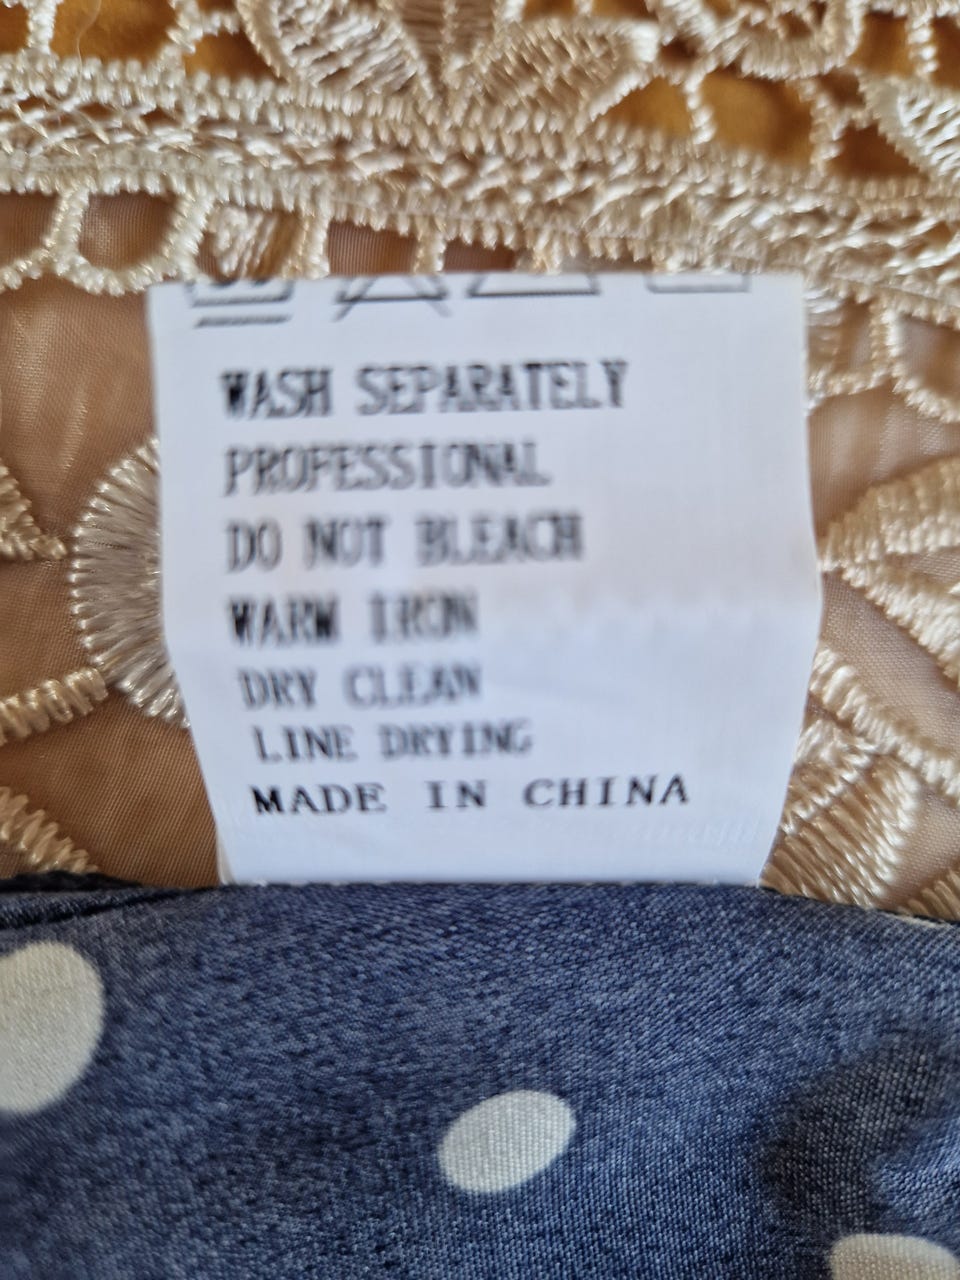 WASH SEPARATELY
PROFESSIONAL
DO NOT BLEACH
WARM IRON
DRY CLEAN
LINE DRYING
MADE IN CHINA